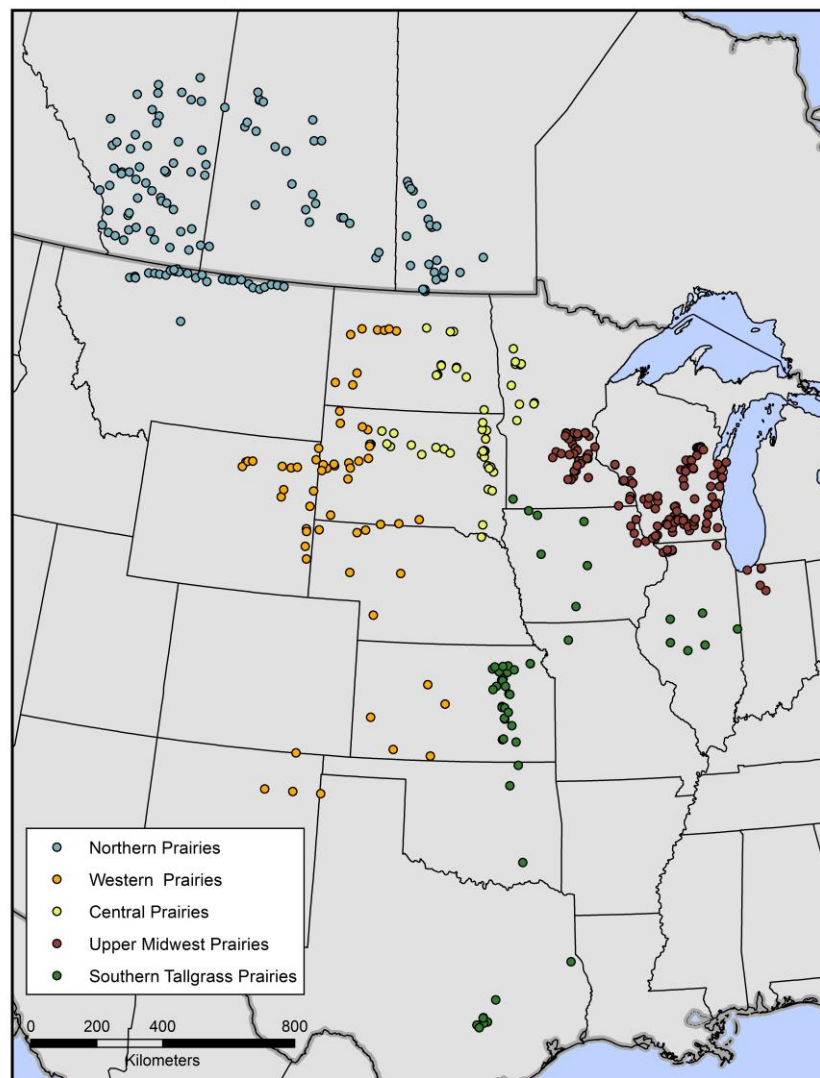 Northern Prairies
Western  Prairies
Central Prairies
Upper Midwest Prairies
Southern Tallgrass Prairies
0 200 400 800
Kilometers